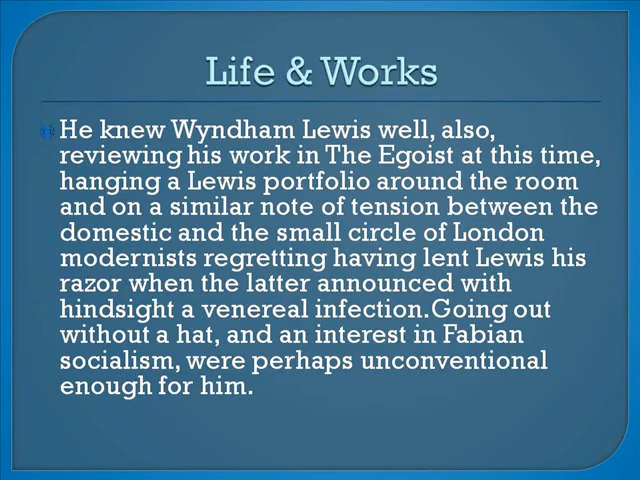 Life & Works
He knew Wyndham Lewis well, also,
reviewing his work in The Egoist at this time,
hanging a Lewis portfolio around the room
and on a similar note of tension between the
domestic and the small circle of London
modernists regretting having lent Lewis his
razor when the latter announced with
hindsight a venereal infection.Going out
without a hat, and an interest in Fabian
socialism, were perhaps unconventional
enough for him.